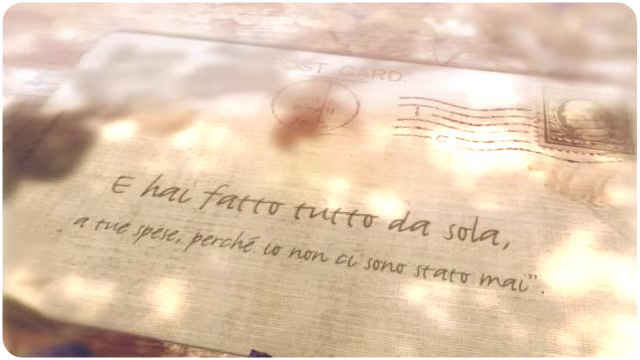 POST CARD.
E hai fatto tutto da sola,
a tue spese, perché io non ci sono stato mai”.